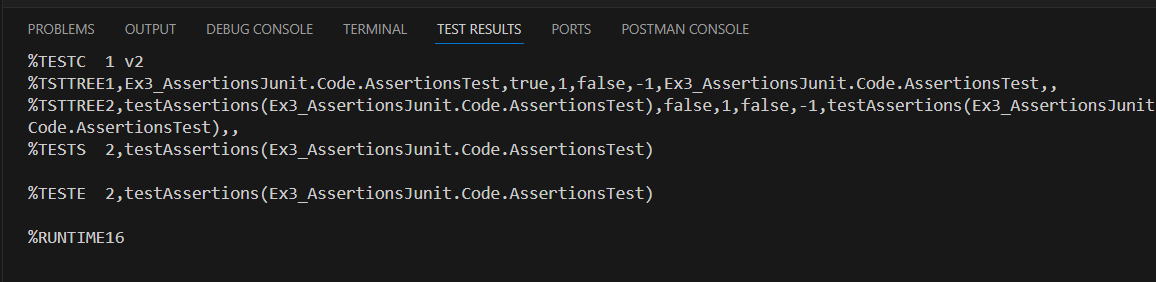 PROBLEMS OUTPUT DEBUG CONSOLE TERMINAL TEST RESULTS PORTS POSTMAN CONSOLE
%TESTC  1 v2
%TSTTREE1,Ex3_AssertionsJunit.Code.AssertionsTest,true,1,false,-1,Ex3_AssertionsJunit.Code.AssertionsTest,,
%TSTTREE2,testAssertions(Ex3_AssertionsJunit.Code.AssertionsTest),false,1,false,-1,testAssertions(Ex3_AssertionsJunit
Code.AssertionsTest),,
%TESTS  2,testAssertions(Ex3_AssertionsJunit.Code.AssertionsTest)
%TESTE  2,testAssertions(Ex3_AssertionsJunit.Code.AssertionsTest)
%RUNTIME16